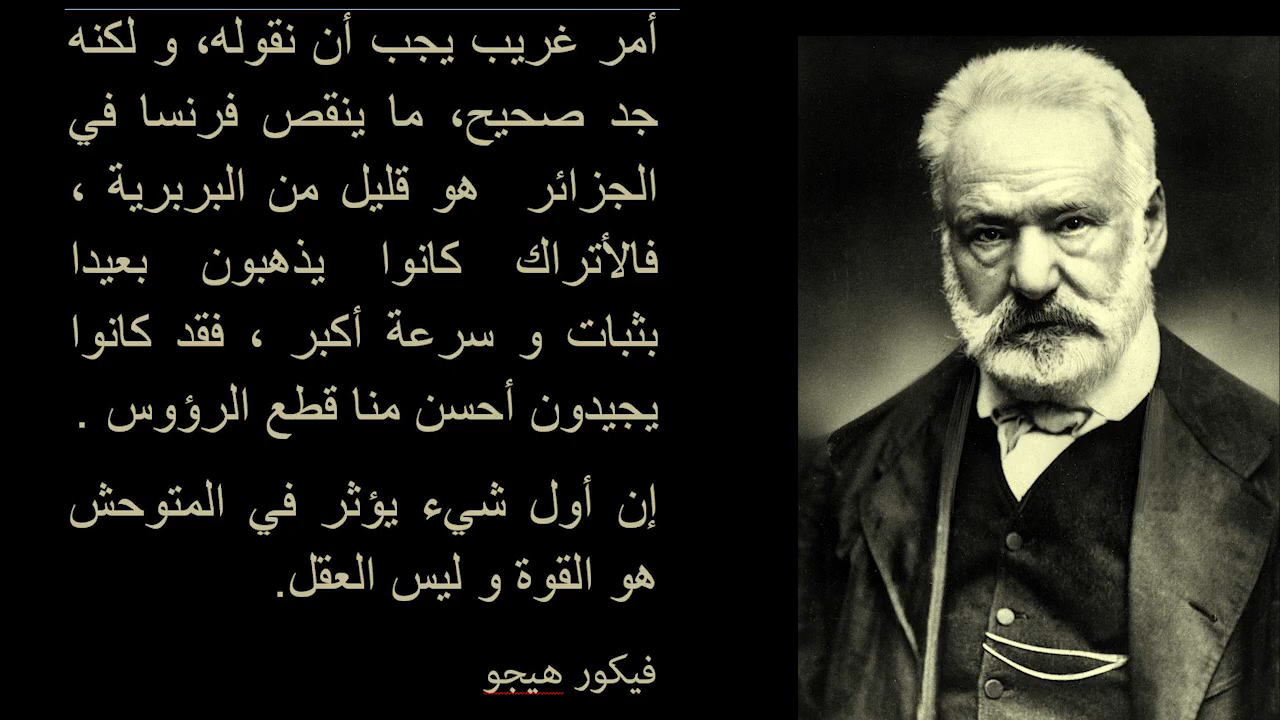 أمر غريب يجب أن نقوله، و لكنه
جد صحيح، ما ينقص فرنسا في
الجزائر هو قليل من البربرية ،
فالأتراك كانوا يذهبون بعيدا
بثبات و سرعة أكبر ، فقد كانوا
يجيدون أحسن منا قطع الرؤوس .
إن أول شيء يؤثر في المتوحش
هو القوة و ليس العقل.
فيكور هيجو